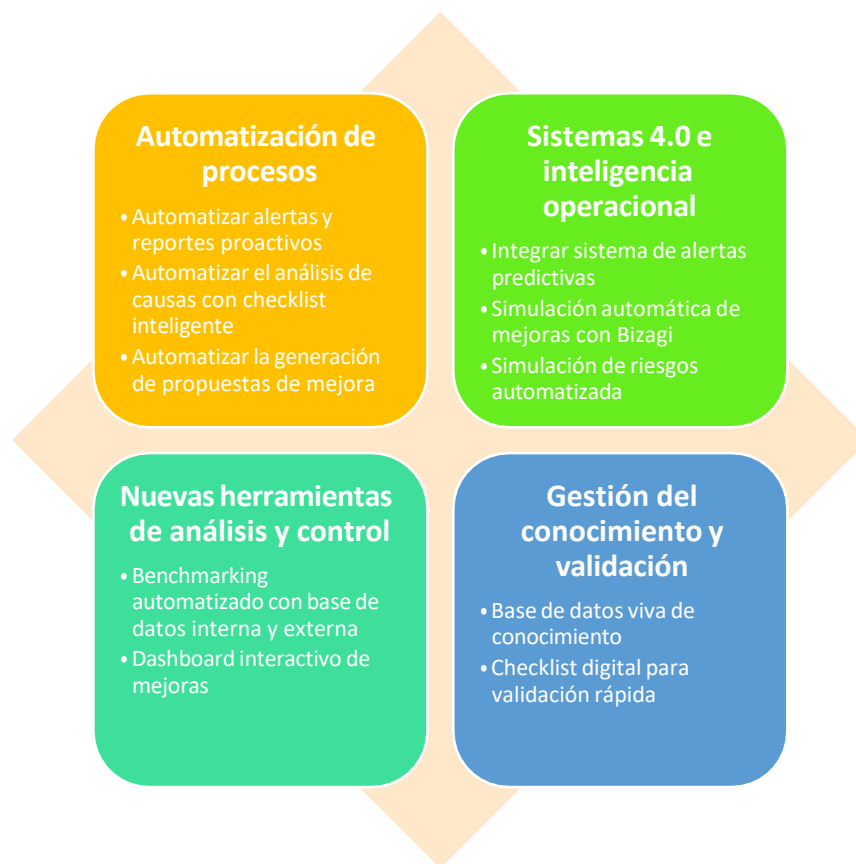 Automatización de
procesos
• Automatizar alertas y
reportes proactivos
• Automatizar el análisis de
causas con checklist
inteligente
• Automatizar la generación
de propuestas de mejora
Sistemas 4.0 e
inteligencia
operacional
• Integrar sistema de alertas
predictivas
• Simulación automática de
mejoras con Bizagi
• Simulación de riesgos
automatizada
Nuevas herramientas
de análisis y control
• Benchmarking
automatizado con base de
datos interna y externa
• Dashboard interactivo de
mejoras
Gestión del
conocimiento y
validación
• Base de datos viva de
conocimiento
• Checklist digital para
validación rápida